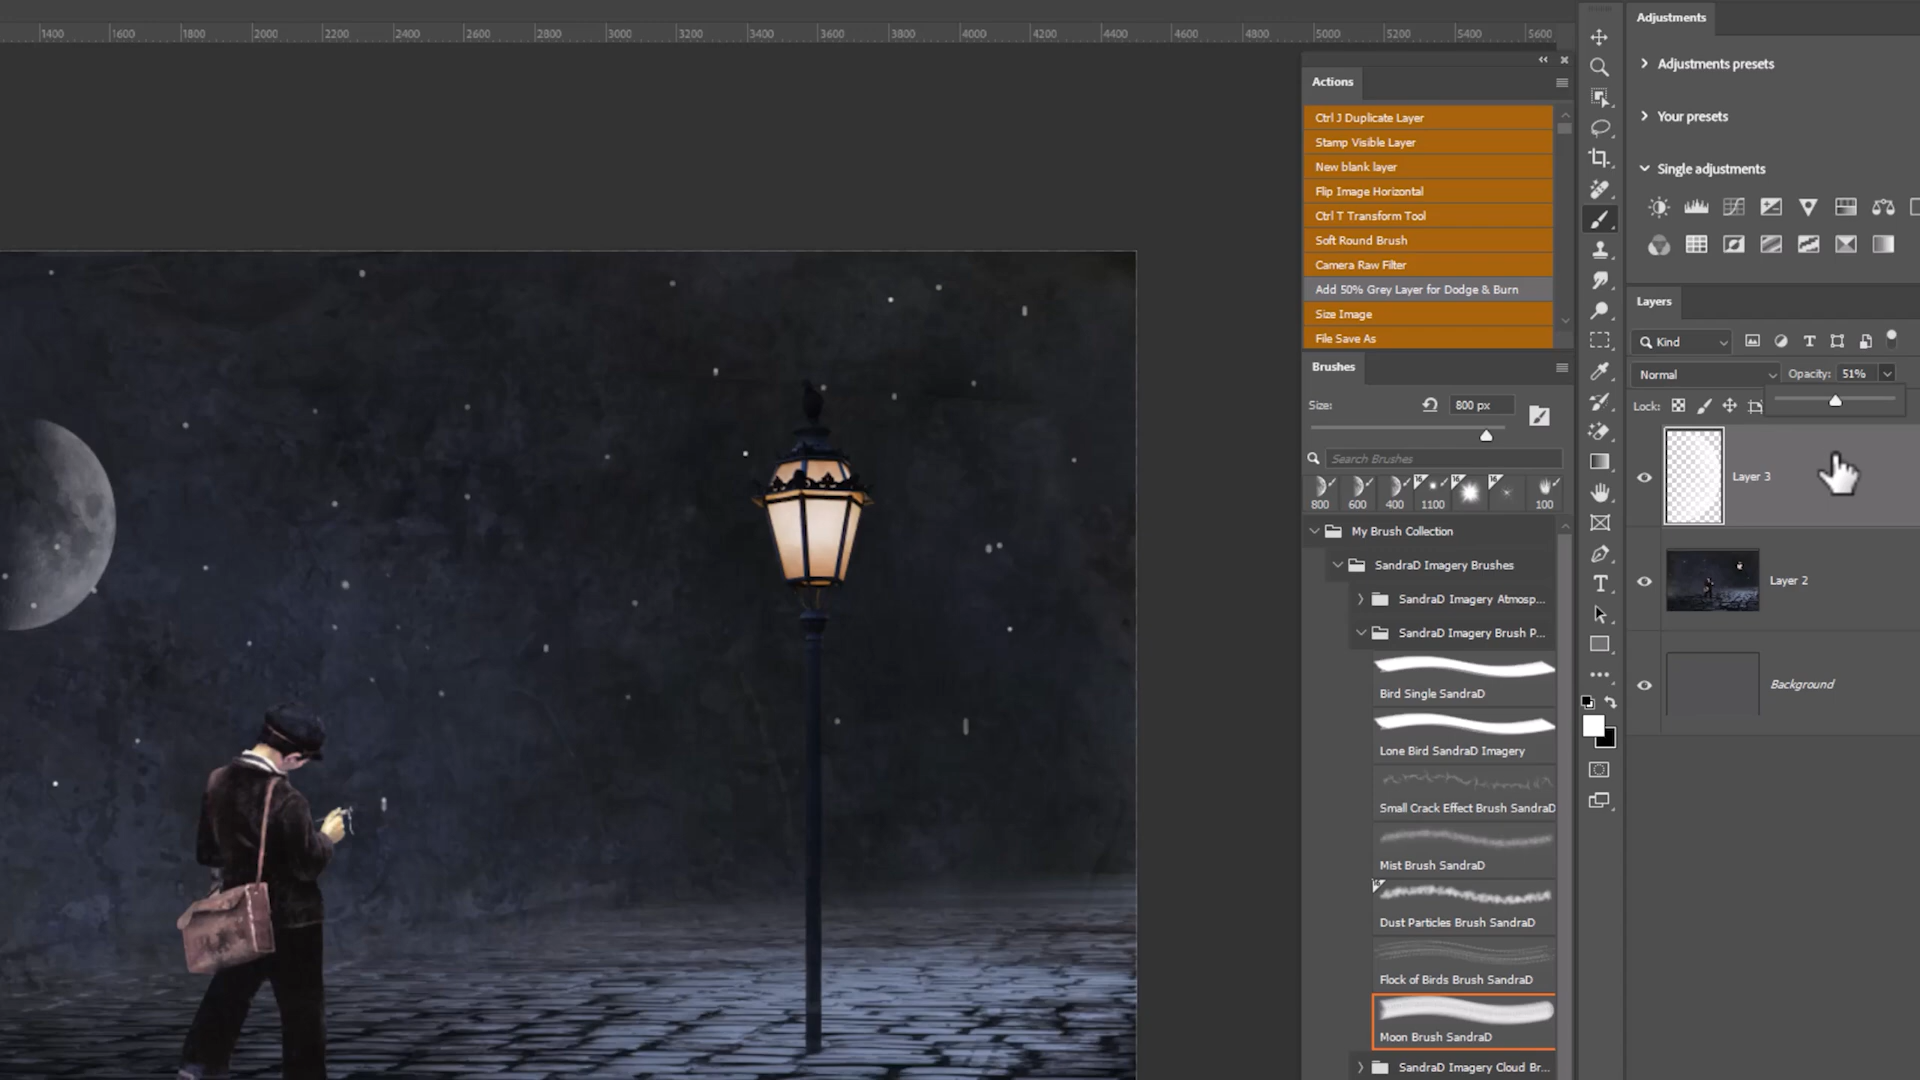 1400 1600 1800 2000 2200 2400 2600 2800 3000 3200 3400 3600 3800 4000 4200 4400 4600 4800 5000 5200 5400 5600
Actions
Ctrl J Duplicate Layer
Stamp Visible Layer
New blank layer
Flip Image Horizontal
Ctrl T Transform Tool
Soft Round Brush
Camera Raw Filter
Add 50% Grey Layer for Dodge & Burn
Size Image
File Save As
Brushes
Size:
800 px
Search Brushes
800 600 400 1100 100
My Brush Collection
SandraD Imagery Brushes
SandraD Imagery Atmosp...
SandraD Imagery Brush P...
Bird Single SandraD
Lone Bird SandraD Imagery
Small Crack Effect Brush SandraD
Mist Brush SandraD
Dust Particles Brush SandraD
Flock of Birds Brush SandraD
Moon Brush SandraD
SandraD Imagery Cloud Br...
Adjustments
Adjustments presets
Your presets
Single adjustments
Layers
Kind
Normal
Opacity: 51%
Lock:
Layer 3
Layer 2
Background